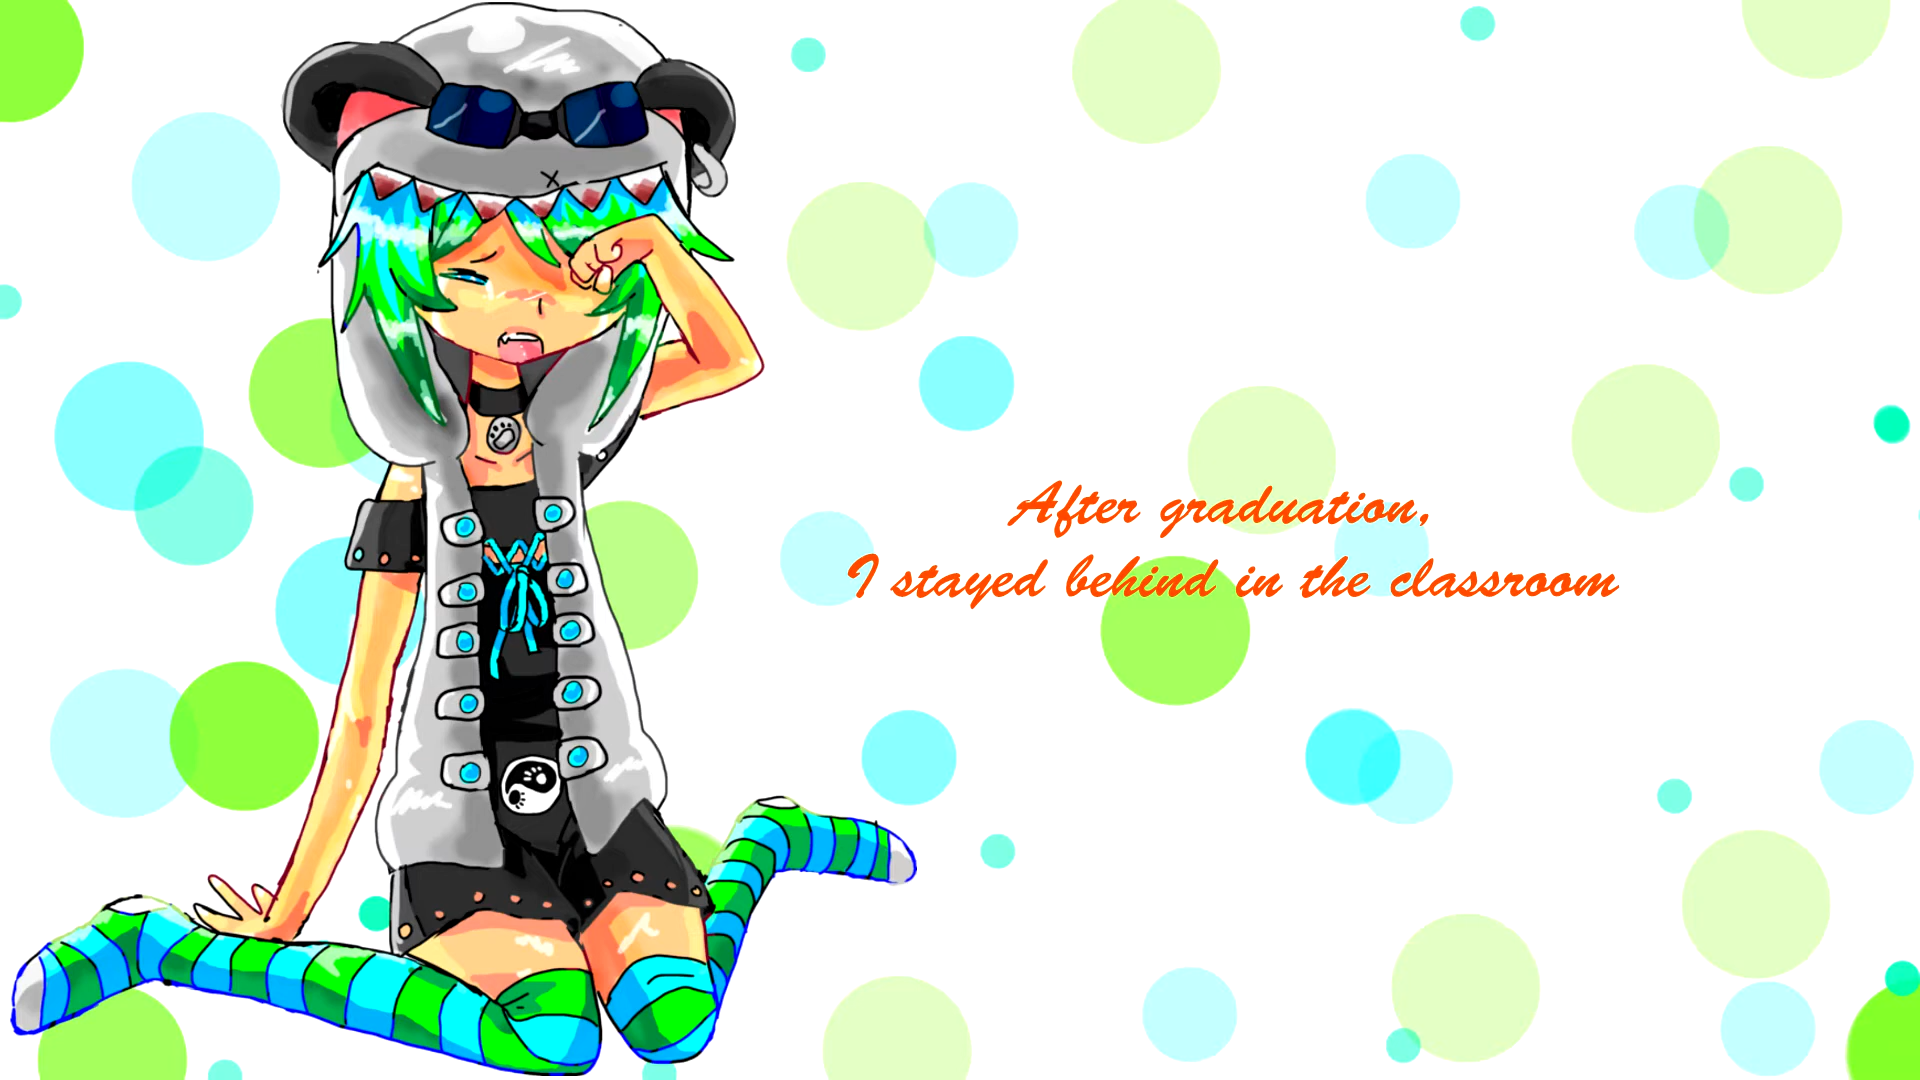 After graduation,
I stayed behind in the classroom